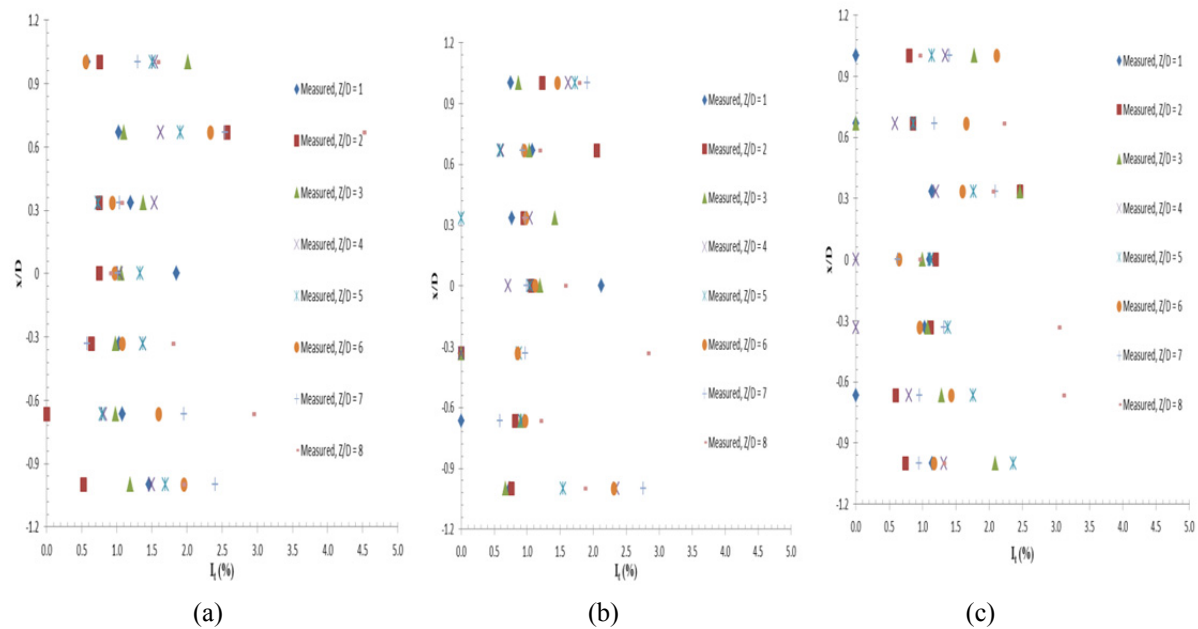 1.2
0.9
0.6
0.3
0
-0.3
-0.6
-0.9
-1.2
x/D
0.0 0.5 1.0 1.5 2.0 2.5 3.0 3.5 4.0 4.5 5.0
It (%)
Measured, Z/D = 1
Measured, Z/D = 2
Measured, Z/D = 3
Measured, Z/D = 4
Measured, Z/D = 5
Measured, Z/D = 6
Measured, Z/D = 7
Measured, Z/D = 8
(a)
1.2
0.9
0.6
0.3
0
-0.3
-0.6
-0.9
-1.2
x/D
0.0 0.5 1.0 1.5 2.0 2.5 3.0 3.5 4.0 4.5 5.0
It (%)
Measured, Z/D = 1
Measured, Z/D = 2
Measured, Z/D = 3
Measured, Z/D = 4
Measured, Z/D = 5
Measured, Z/D = 6
Measured, Z/D = 7
Measured, Z/D = 8
(b)
1.2
0.9
0.6
0.3
0
-0.3
-0.6
-0.9
-1.2
x/D
0.0 0.5 1.0 1.5 2.0 2.5 3.0 3.5 4.0 4.5 5.0
It (%)
Measured, Z/D = 1
Measured, Z/D = 2
Measured, Z/D = 3
Measured, Z/D = 4
Measured, Z/D = 5
Measured, Z/D = 6
Measured, Z/D = 7
Measured, Z/D = 8
(c)